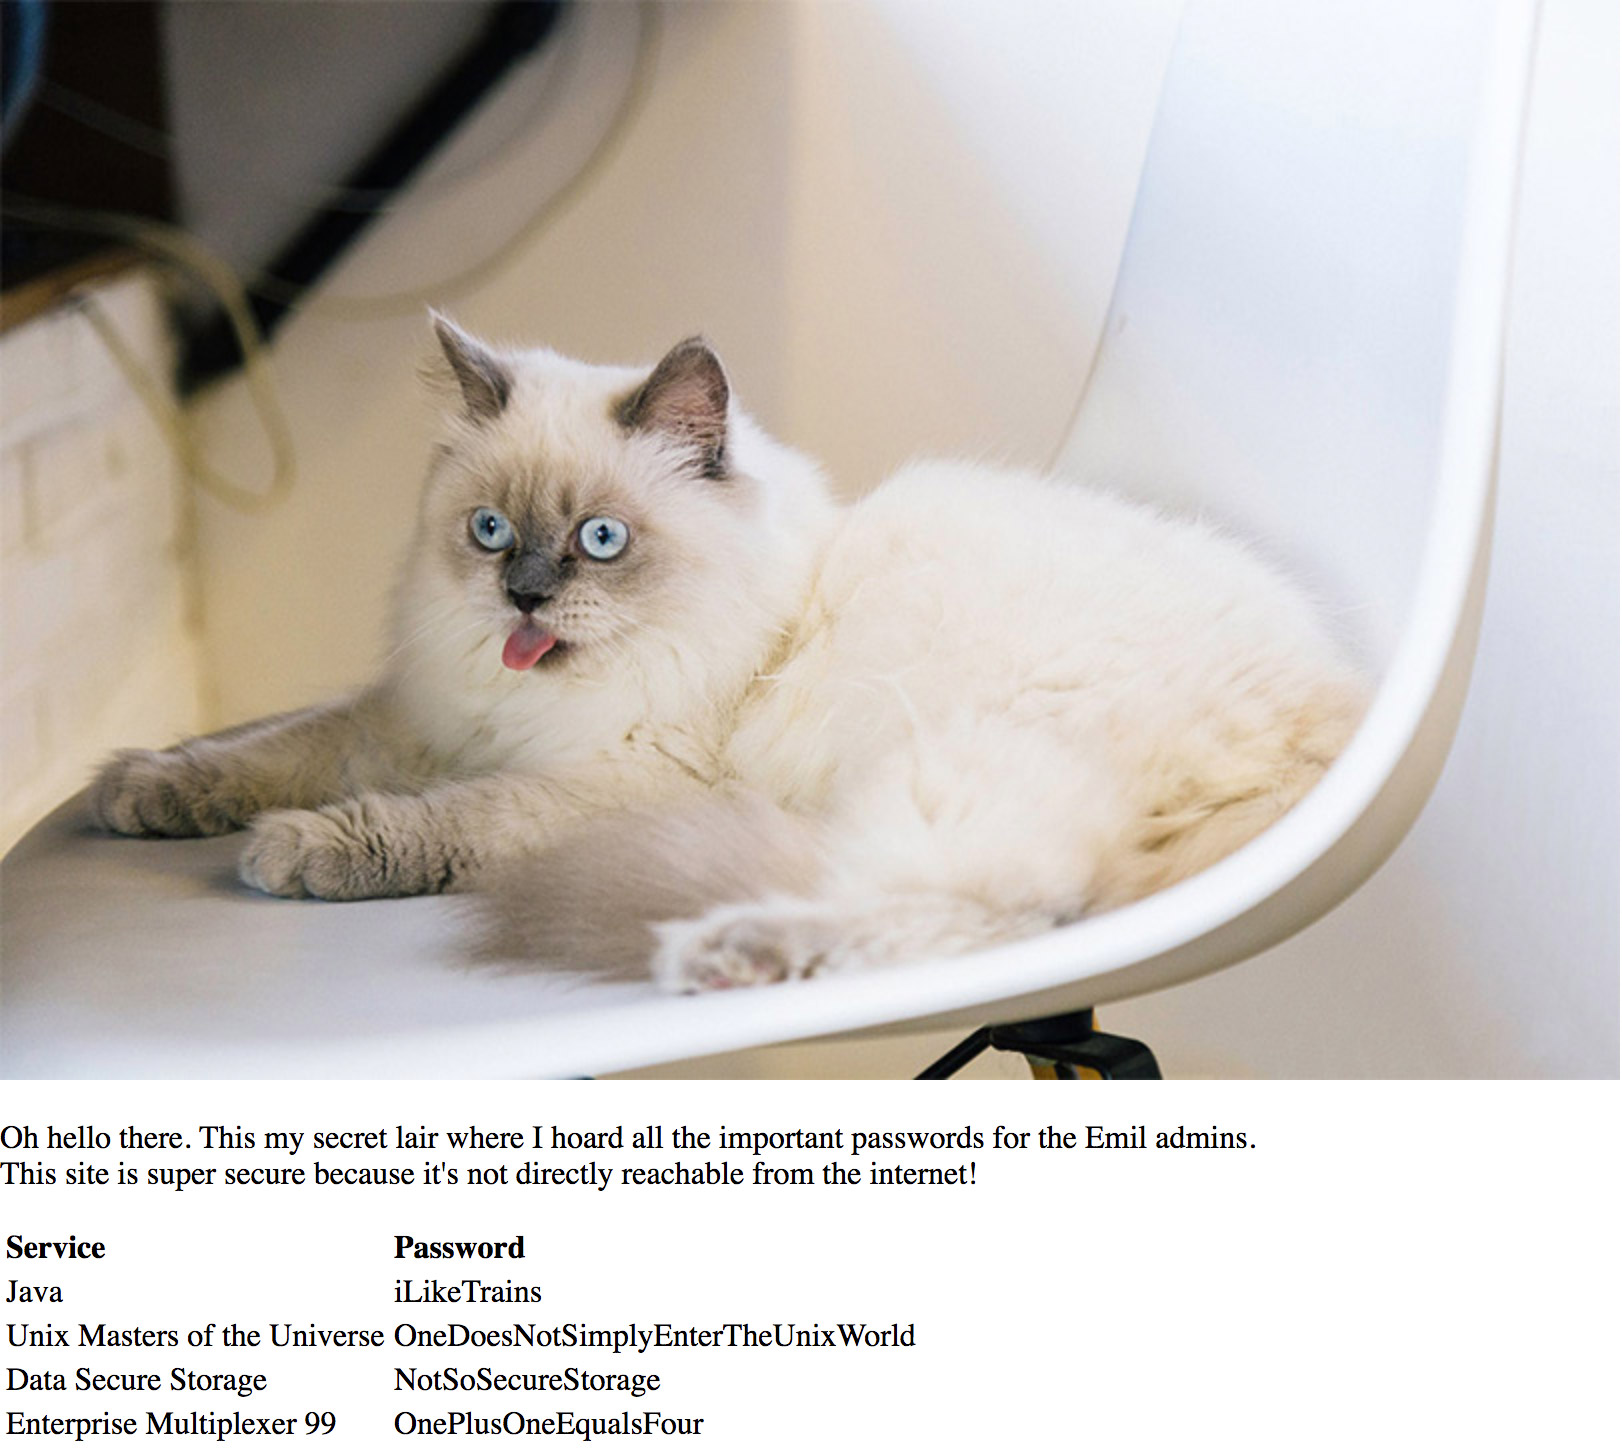 Oh hello there. This my secret lair where I hoard all the important passwords for the Emil admins.
This site is super secure because it's not directly reachable from the internet!
Service Password
Java iLikeTrains
Unix Masters of the Universe OneDoesNotSimplyEnterTheUnixWorld
Data Secure Storage NotSoSecureStorage
Enterprise Multiplexer 99 OnePlusOneEqualsFour